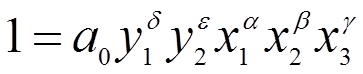 1 = a₀y₁^δ y₂^ε x₁^α x₂^β x₃^γ